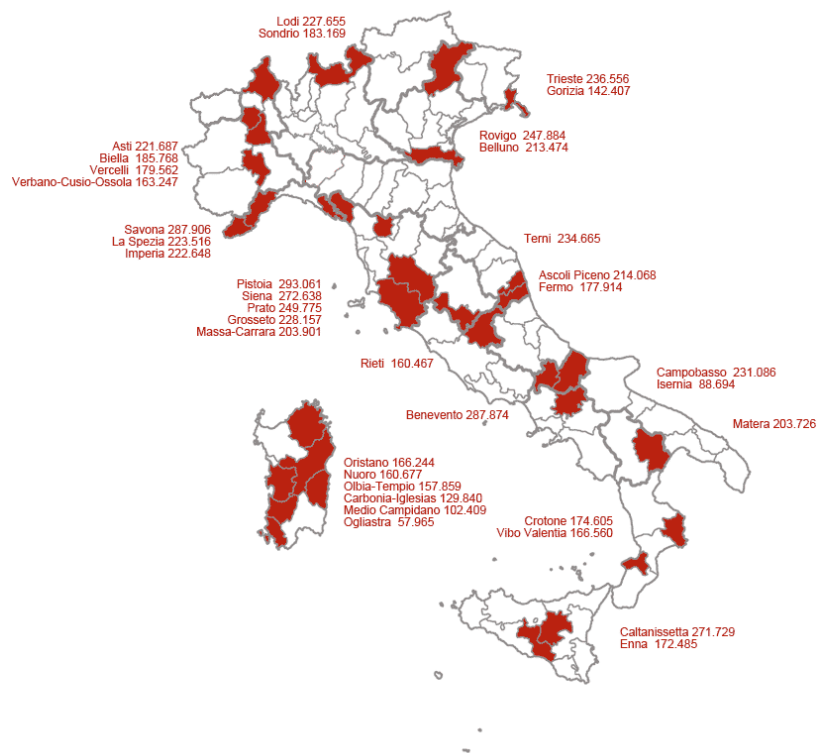 Lodi 227.655
Sondrio 183.169
Trieste 236.556
Gorizia 142.407
Rovigo 247.884
Belluno 213.474
Asti 221.687
Biella 185.768
Vercelli 179.562
Verbano-Cusio-Ossola 163.247
Savona 287.906
La Spezia 223.516
Imperia 222.648
Terni 234.665
Ascoli Piceno 214.068
Fermo 177.914
Pistoia 293.061
Siena 272.638
Prato 249.775
Grosseto 228.157
Massa-Carrara 203.901
Rieti 160.467
Campobasso 231.086
Isernia 88.694
Benevento 287.874
Matera 203.726
Oristano 166.244
Nuoro 160.677
Olbia-Tempio 157.859
Carbonia-Iglesias 129.840
Medio Campidano 102.409
Ogliastra 57.965
Crotone 174.605
Vibo Valentia 166.560
Caltanissetta 271.729
Enna 172.485